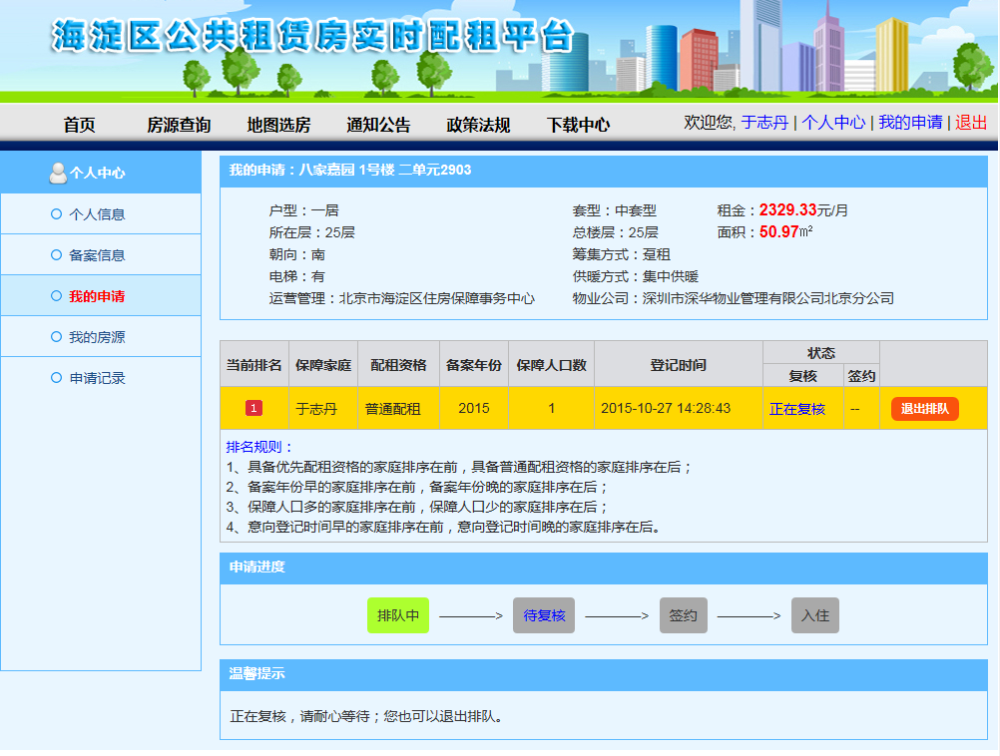 海淀区公共租赁房实时配租平台
首页 房源查询 地图选房 通知公告 政策法规 下载中心 欢迎您, 于志丹 | 个人中心 | 我的申请 | 退出
个人中心
个人信息
备案信息
我的申请
我的房源
申请记录
我的申请：八家嘉园 1号楼 二单元2903
户型：一居 套型：中套型 租金：2329.33元/月
所在层：25层 总楼层：25层 面积：50.97m²
朝向：南 筹集方式：趸租
电梯：有 供暖方式：集中供暖
运营管理：北京市海淀区住房保障事务中心 物业公司：深圳市深华物业管理有限公司北京分公司
当前排名 保障家庭 配租资格 备案年份 保障人口数 登记时间 状态
复核 签约
1 于志丹 普通配租 2015 1 2015-10-27 14:28:43 正在复核 -- 退出排队
排名规则：
1、具备优先配租资格的家庭排序在前，具备普通配租资格的家庭排序在后；
2、备案年份早的家庭排序在前，备案年份晚的家庭排序在后；
3、保障人口多的家庭排序在前，保障人口少的家庭排序在后；
4、意向登记时间早的家庭排序在前，意向登记时间晚的家庭排序在后。
申请进度
排队中 ————> 待复核 ————> 签约 ————> 入住
温馨提示
正在复核，请耐心等待；您也可以退出排队。